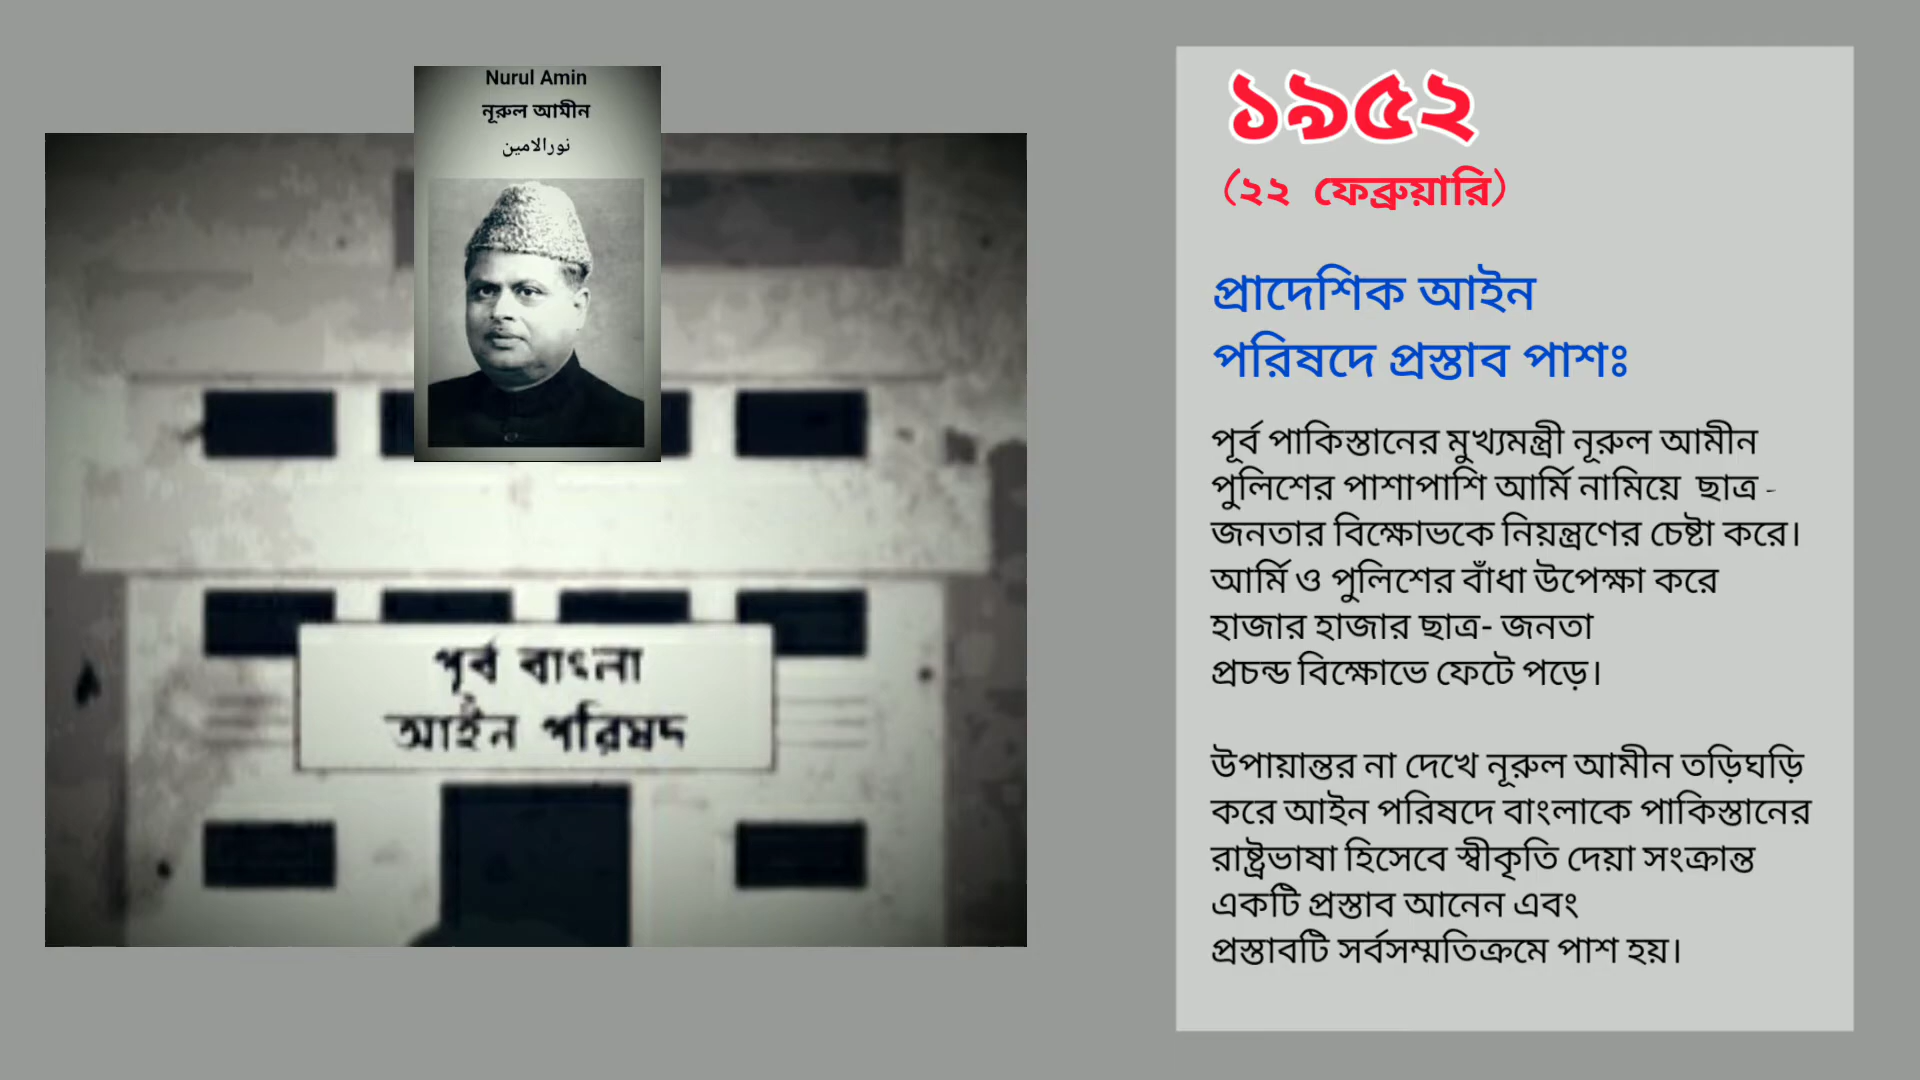 Nurul Amin
নূরুল আমীন
نورالامین
পূর্ব বাংলা
আইন পরিষদ
১৯৫২
(২২ ফেব্রুয়ারি)
প্রাদেশিক আইন
পরিষদে প্রস্তাব পাশঃ
পূর্ব পাকিস্তানের মুখ্যমন্ত্রী নূরুল আমীন
পুলিশের পাশাপাশি আর্মি নামিয়ে ছাত্র -
জনতার বিক্ষোভকে নিয়ন্ত্রণের চেষ্টা করে।
আর্মি ও পুলিশের বাঁধা উপেক্ষা করে
হাজার হাজার ছাত্র- জনতা
প্রচন্ড বিক্ষোভে ফেটে পড়ে।
উপায়ান্তর না দেখে নূরুল আমীন তড়িঘড়ি
করে আইন পরিষদে বাংলাকে পাকিস্তানের
রাষ্ট্রভাষা হিসেবে স্বীকৃতি দেয়া সংক্রান্ত
একটি প্রস্তাব আনেন এবং
প্রস্তাবটি সর্বসম্মতিক্রমে পাশ হয়।